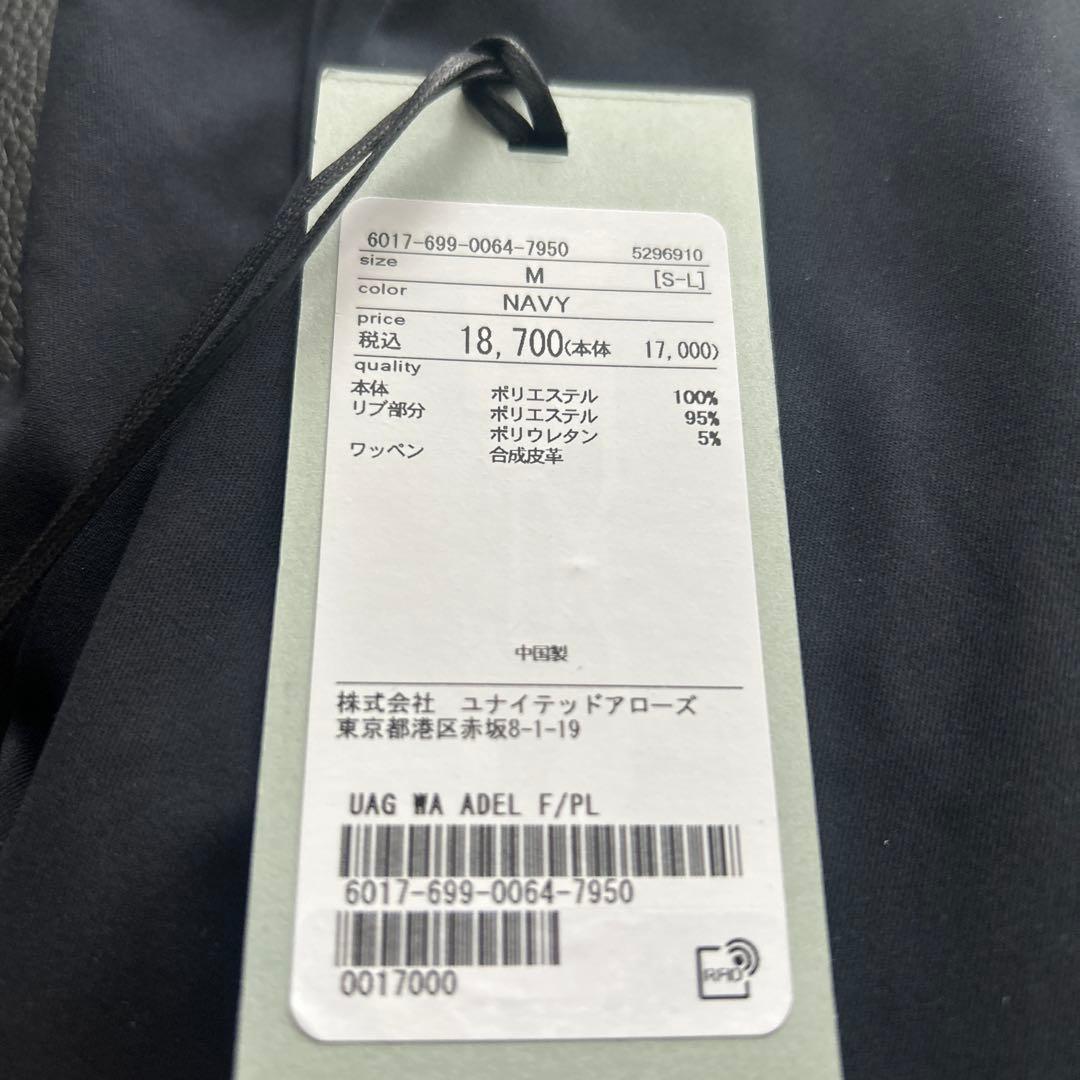 6017-699-0064-7950 5296910
size M [S-L]
color NAVY
price
税込 18,700(本体 17,000)
quality
本体 ポリエステル 100%
リブ部分 ポリエステル 95%
ポリウレタン 5%
ワッペン 合成皮革
中国製
株式会社 ユナイテッドアローズ
東京都港区赤坂8-1-19
UAG WA ADEL F/PL
6017-699-0064-7950
0017000
RFID